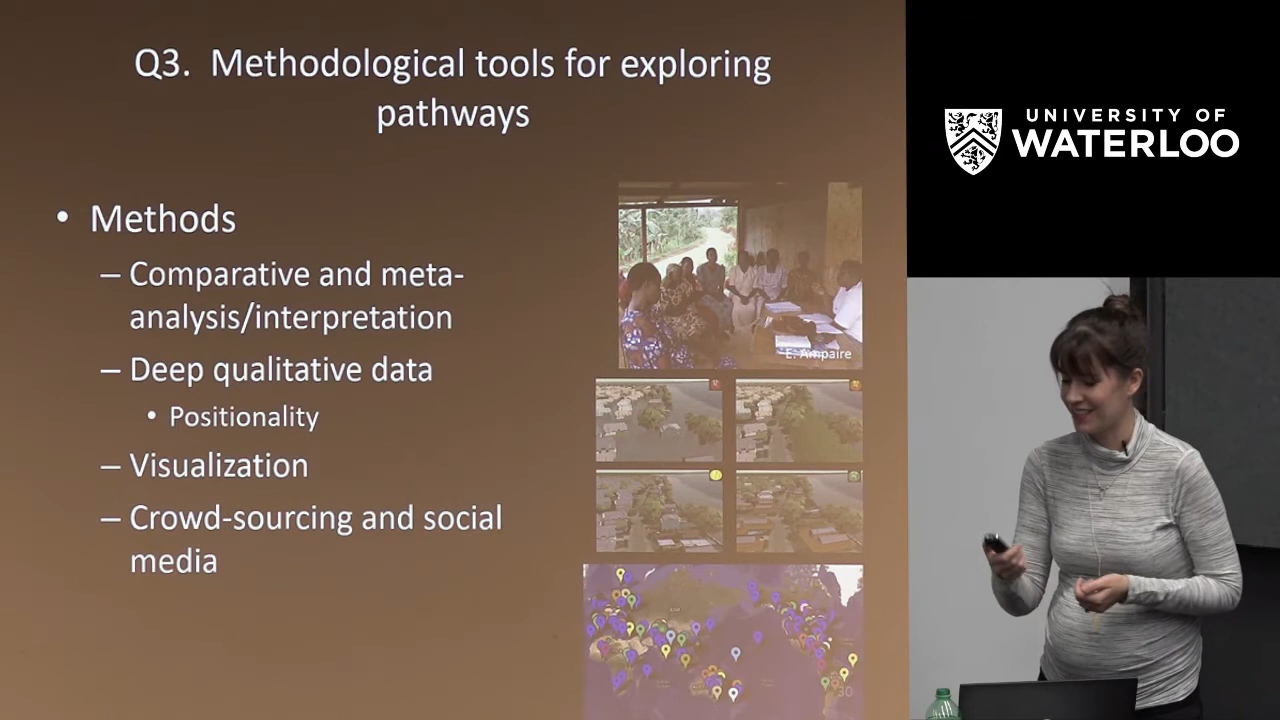 Q3. Methodological tools for exploring
pathways
• Methods
– Comparative and meta-
analysis/interpretation
– Deep qualitative data
• Positionality
– Visualization
– Crowd-sourcing and social
media
E. Ampaire
30
UNIVERSITY OF
WATERLOO